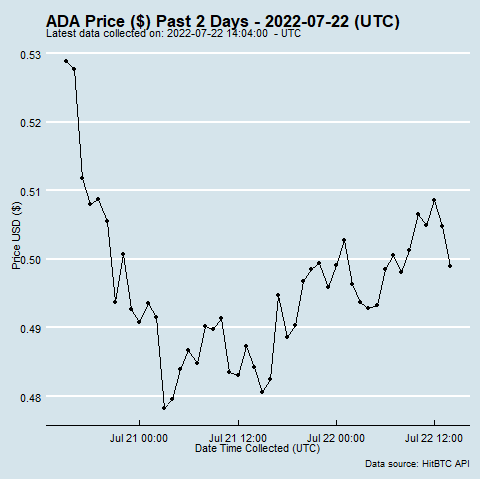 ADA Price ($) Past 2 Days - 2022-07-22 (UTC)
Latest data collected on: 2022-07-22 14:04:00 - UTC
0.53
0.52
0.51
0.50
0.49
0.48
Price USD ($)
Jul 21 00:00
Jul 21 12:00
Jul 22 00:00
Jul 22 12:00
Date Time Collected (UTC)
Data source: HitBTC API